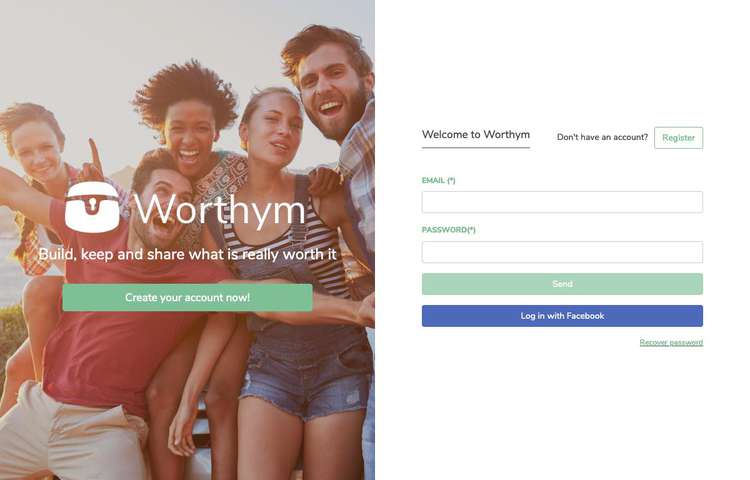 Worthym
Build, keep and share what is really worth it
Create your account now!
Welcome to Worthym
Don't have an account? Register
EMAIL (*)
PASSWORD(*)
Send
Log in with Facebook
Recover password